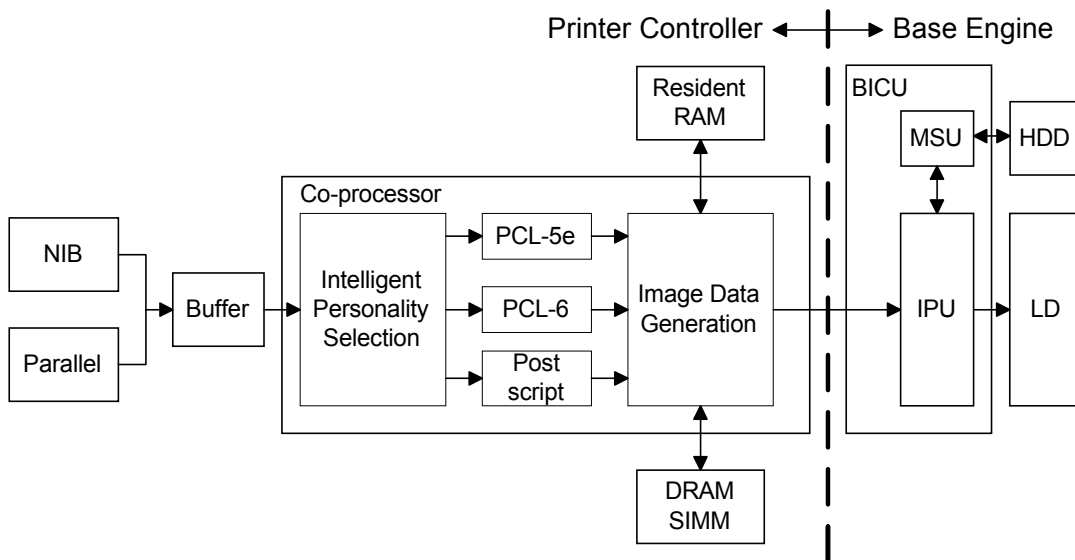 Printer Controller
Base Engine
Resident
RAM
BICU
MSU
HDD
Co-processor
NIB
Parallel
Buffer
Intelligent
Personality
Selection
PCL-5e
PCL-6
Post
script
Image Data
Generation
IPU
LD
DRAM
SIMM